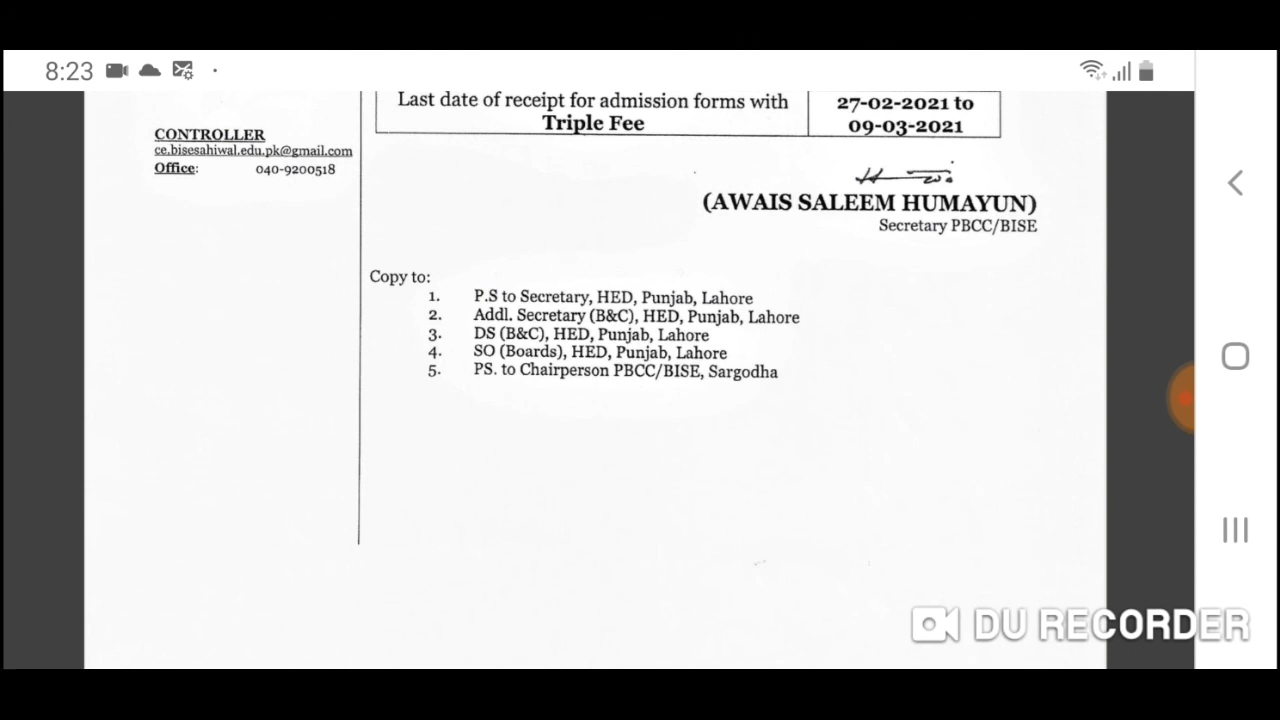 8:23
Last date of receipt for admission forms with
Triple Fee
27-02-2021 to
09-03-2021
CONTROLLER
ce.bisesahiwal.edu.pk@gmail.com
Office: 040-9200518
(AWAIS SALEEM HUMAYUN)
Secretary PBCC/BISE
Copy to:
1. P.S to Secretary, HED, Punjab, Lahore
2. Addl. Secretary (B&C), HED, Punjab, Lahore
3. DS (B&C), HED, Punjab, Lahore
4. SO (Boards), HED, Punjab, Lahore
5. PS. to Chairperson PBCC/BISE, Sargodha
DU RECORDER